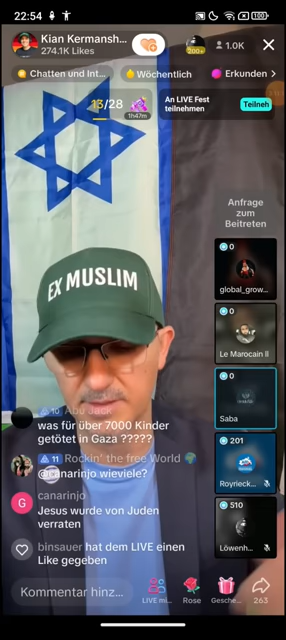 22:54
100
Kian Kermansh...
274.1K Likes
200+
1.0K
Chatten und Int...
Wöchentlich
Erkunden
13/28
1h47m
An LIVE Fest
teilnehmen
Teilneh
EX MUSLIM
Anfrage
zum
Beitreten
0
global_grow...
0
Le Marocain II
0
Saba
201
Royrieck...
510
Löwenh...
10 Abu Jack
was für über 7000 Kinder
getötet in Gaza ?????
11 Rockin' the free World
@canarinjo wieviele?
G
canarinjo
Jesus wurde von Juden
verraten
binsauer hat dem LIVE einen
Like gegeben
Kommentar hinz...
LIVE mi...
Rose
Gesche...
263